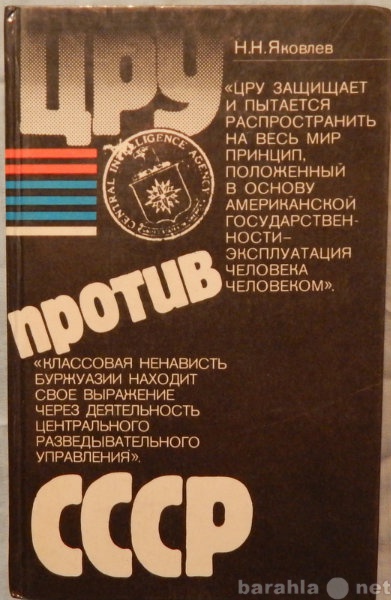 ЦРУ
Н.Н.Яковлев
«ЦРУ ЗАЩИЩАЕТ
И ПЫТАЕТСЯ
РАСПРОСТРАНИТЬ
НА ВЕСЬ МИР
ПРИНЦИП,
ПОЛОЖЕННЫЙ
В ОСНОВУ
АМЕРИКАНСКОЙ
ГОСУДАРСТВЕН-
НОСТИ–
ЭКСПЛУАТАЦИЯ
ЧЕЛОВЕКА
ЧЕЛОВЕКОМ».
CENTRAL INTELLIGENCE AGENCY
против
«КЛАССОВАЯ НЕНАВИСТЬ
БУРЖУАЗИИ НАХОДИТ
СВОЕ ВЫРАЖЕНИЕ
ЧЕРЕЗ ДЕЯТЕЛЬНОСТЬ
ЦЕНТРАЛЬНОГО
РАЗВЕДЫВАТЕЛЬНОГО
УПРАВЛЕНИЯ».
СССР
barahla.net